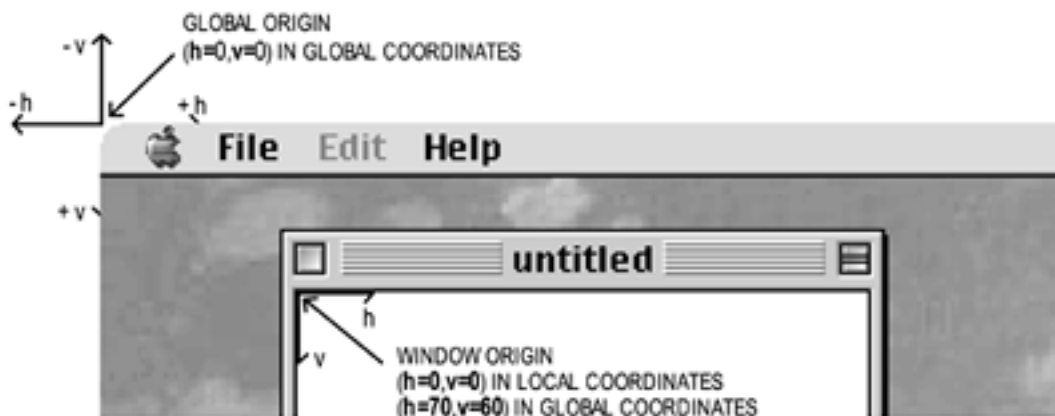 GLOBAL ORIGIN
(h=0,v=0) IN GLOBAL COORDINATES
-v
-h
+h
File Edit Help
+v
untitled
h
v
WINDOW ORIGIN
(h=0,v=0) IN LOCAL COORDINATES
(h=70,v=60) IN GLOBAL COORDINATES